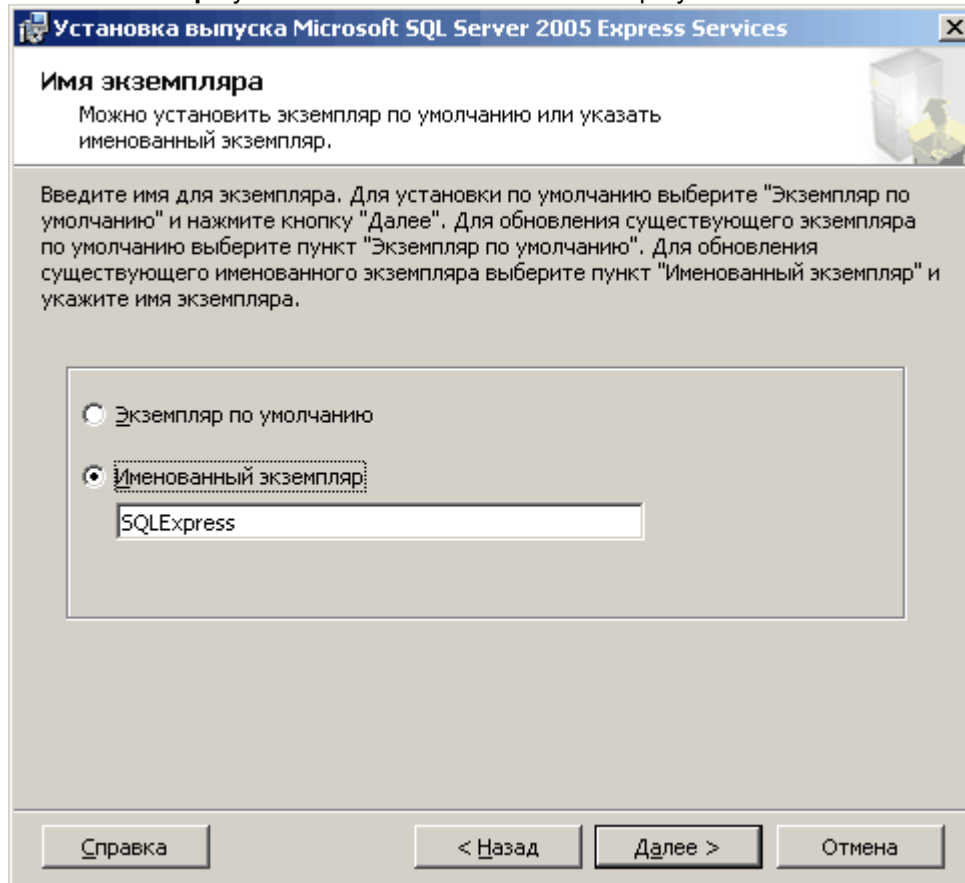 Установка выпуска Microsoft SQL Server 2005 Express Services
Имя экземпляра
Можно установить экземпляр по умолчанию или указать
именованный экземпляр.
Введите имя для экземпляра. Для установки по умолчанию выберите "Экземпляр по
умолчанию" и нажмите кнопку "Далее". Для обновления существующего экземпляра
по умолчанию выберите пункт "Экземпляр по умолчанию". Для обновления
существующего именованного экземпляра выберите пункт "Именованный экземпляр" и
укажите имя экземпляра.
Экземпляр по умолчанию
Именованный экземпляр
SQLExpress
Справка
< Назад
Далее >
Отмена